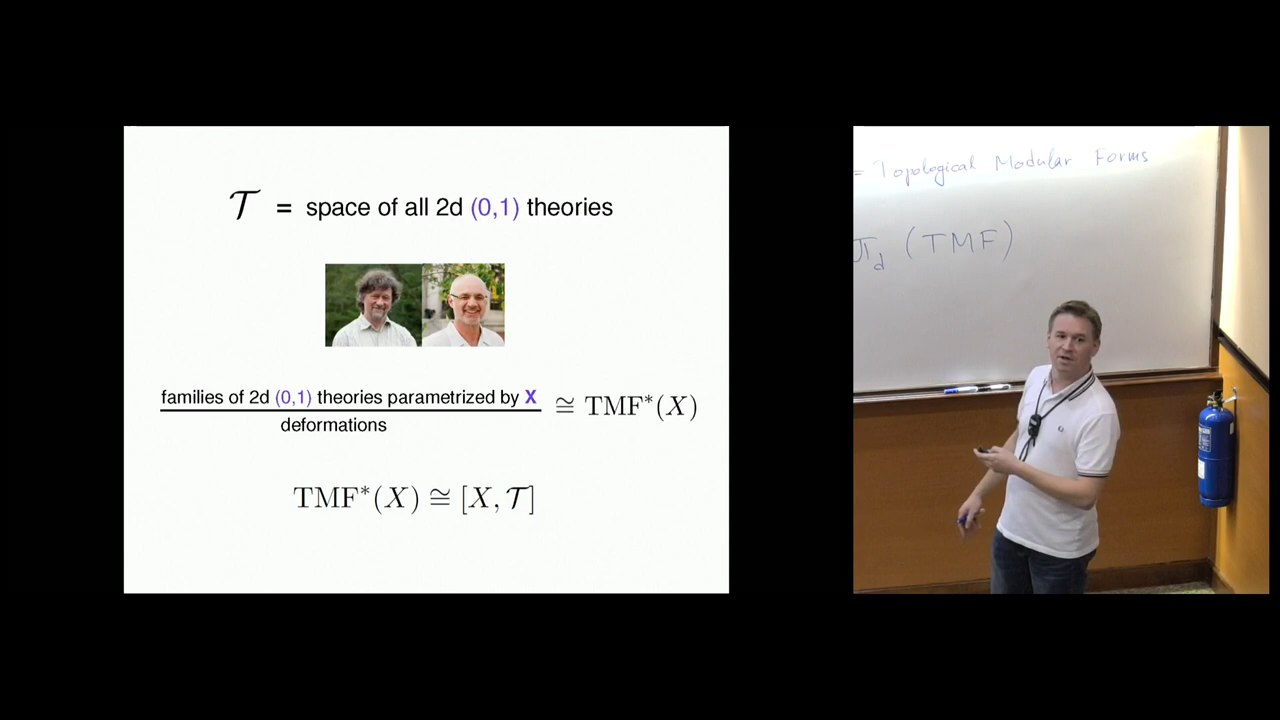 𝒯 = space of all 2d (0,1) theories
families of 2d (0,1) theories parametrized by X
deformations
≅ TMF*(X)
TMF*(X) ≅ [X, 𝒯]
= Topological Modular Forms
π_d (TMF)